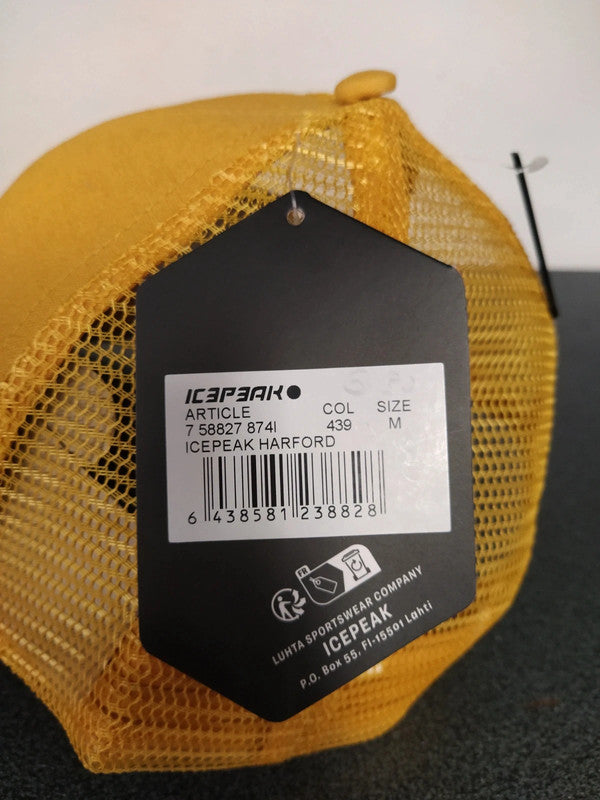 ICEPEAK
ARTICLE COL SIZE
7 58827 874I 439 M
ICEPEAK HARFORD
6 438581 238828
FR
LUHTA SPORTSWEAR COMPANY
ICEPEAK
P.O. Box 55, FI-15501 Lahti